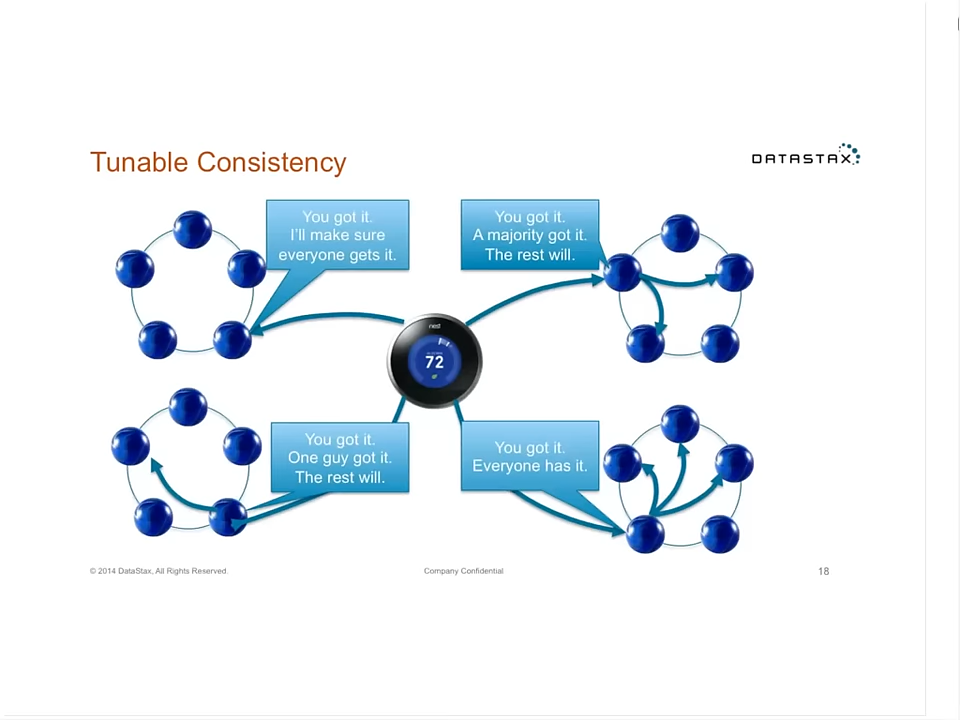 Tunable Consistency
DATASTAX
You got it.
I'll make sure
everyone gets it.
You got it.
A majority got it.
The rest will.
nest
72
You got it.
One guy got it.
The rest will.
You got it.
Everyone has it.
© 2014 DataStax, All Rights Reserved.
Company Confidential
18